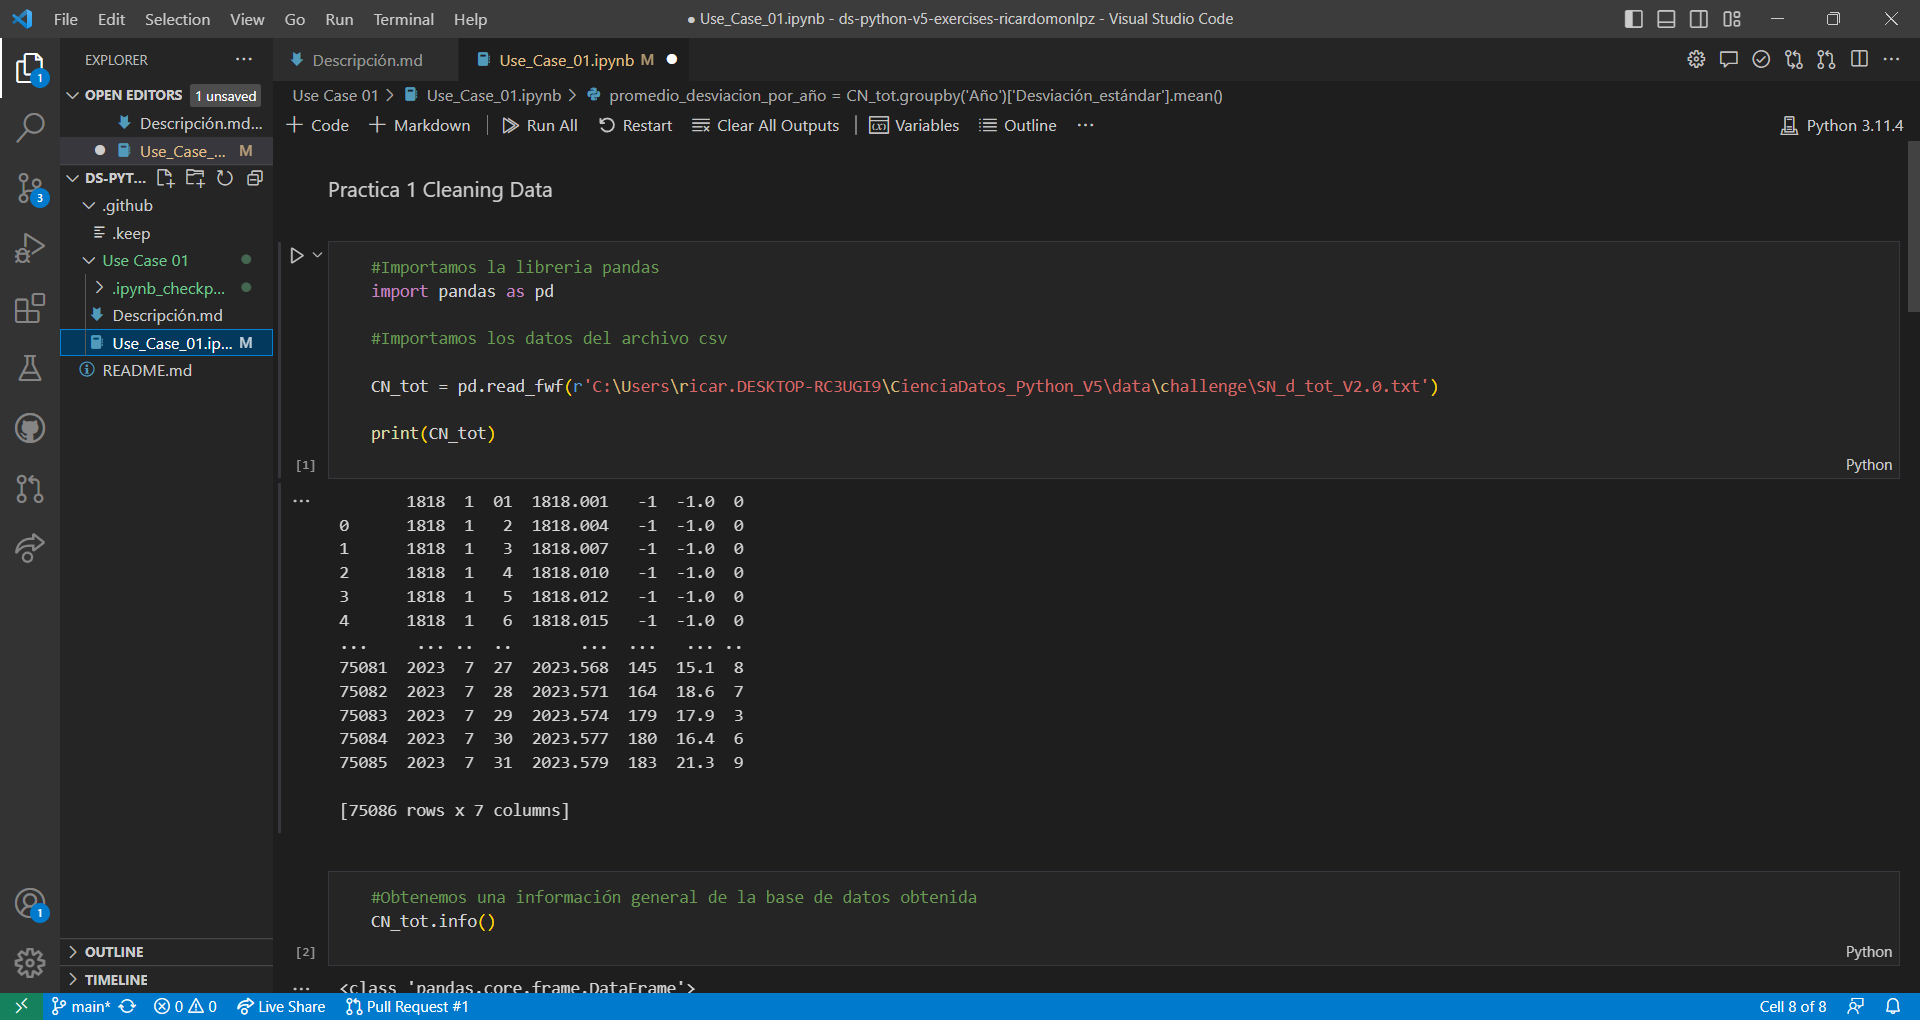 File Edit Selection View Go Run Terminal Help
● Use_Case_01.ipynb - ds-python-v5-exercises-ricardomonlpz - Visual Studio Code
EXPLORER
Descripción.md
Use_Case_01.ipynb M
OPEN EDITORS 1 unsaved
Descripción.md...
Use_Case_... M
DS-PYT...
.github
.keep
Use Case 01
.ipynb_checkp...
Descripción.md
Use_Case_01.ip... M
README.md
OUTLINE
TIMELINE
1
3
1
Use Case 01 > Use_Case_01.ipynb > promedio_desviacion_por_año = CN_tot.groupby('Año')['Desviación_estándar'].mean()
+ Code + Markdown Run All Restart Clear All Outputs Variables Outline ...
Python 3.11.4
Practica 1 Cleaning Data
#Importamos la libreria pandas
import pandas as pd
#Importamos los datos del archivo csv
CN_tot = pd.read_fwf(r'C:\Users\ricar.DESKTOP-RC3UGI9\CienciaDatos_Python_V5\data\challenge\SN_d_tot_V2.0.txt')
print(CN_tot)
[1]
Python
1818 1 01 1818.001 -1 -1.0 0
0 1818 1 2 1818.004 -1 -1.0 0
1 1818 1 3 1818.007 -1 -1.0 0
2 1818 1 4 1818.010 -1 -1.0 0
3 1818 1 5 1818.012 -1 -1.0 0
4 1818 1 6 1818.015 -1 -1.0 0
... ... .. .. ... ... ... ..
75081 2023 7 27 2023.568 145 15.1 8
75082 2023 7 28 2023.571 164 18.6 7
75083 2023 7 29 2023.574 179 17.9 3
75084 2023 7 30 2023.577 180 16.4 6
75085 2023 7 31 2023.579 183 21.3 9
[75086 rows x 7 columns]
#Obtenemos una información general de la base de datos obtenida
CN_tot.info()
[2]
Python
<class 'pandas.core.frame.DataFrame'>
main* 0 0 Live Share Pull Request #1
Cell 8 of 8